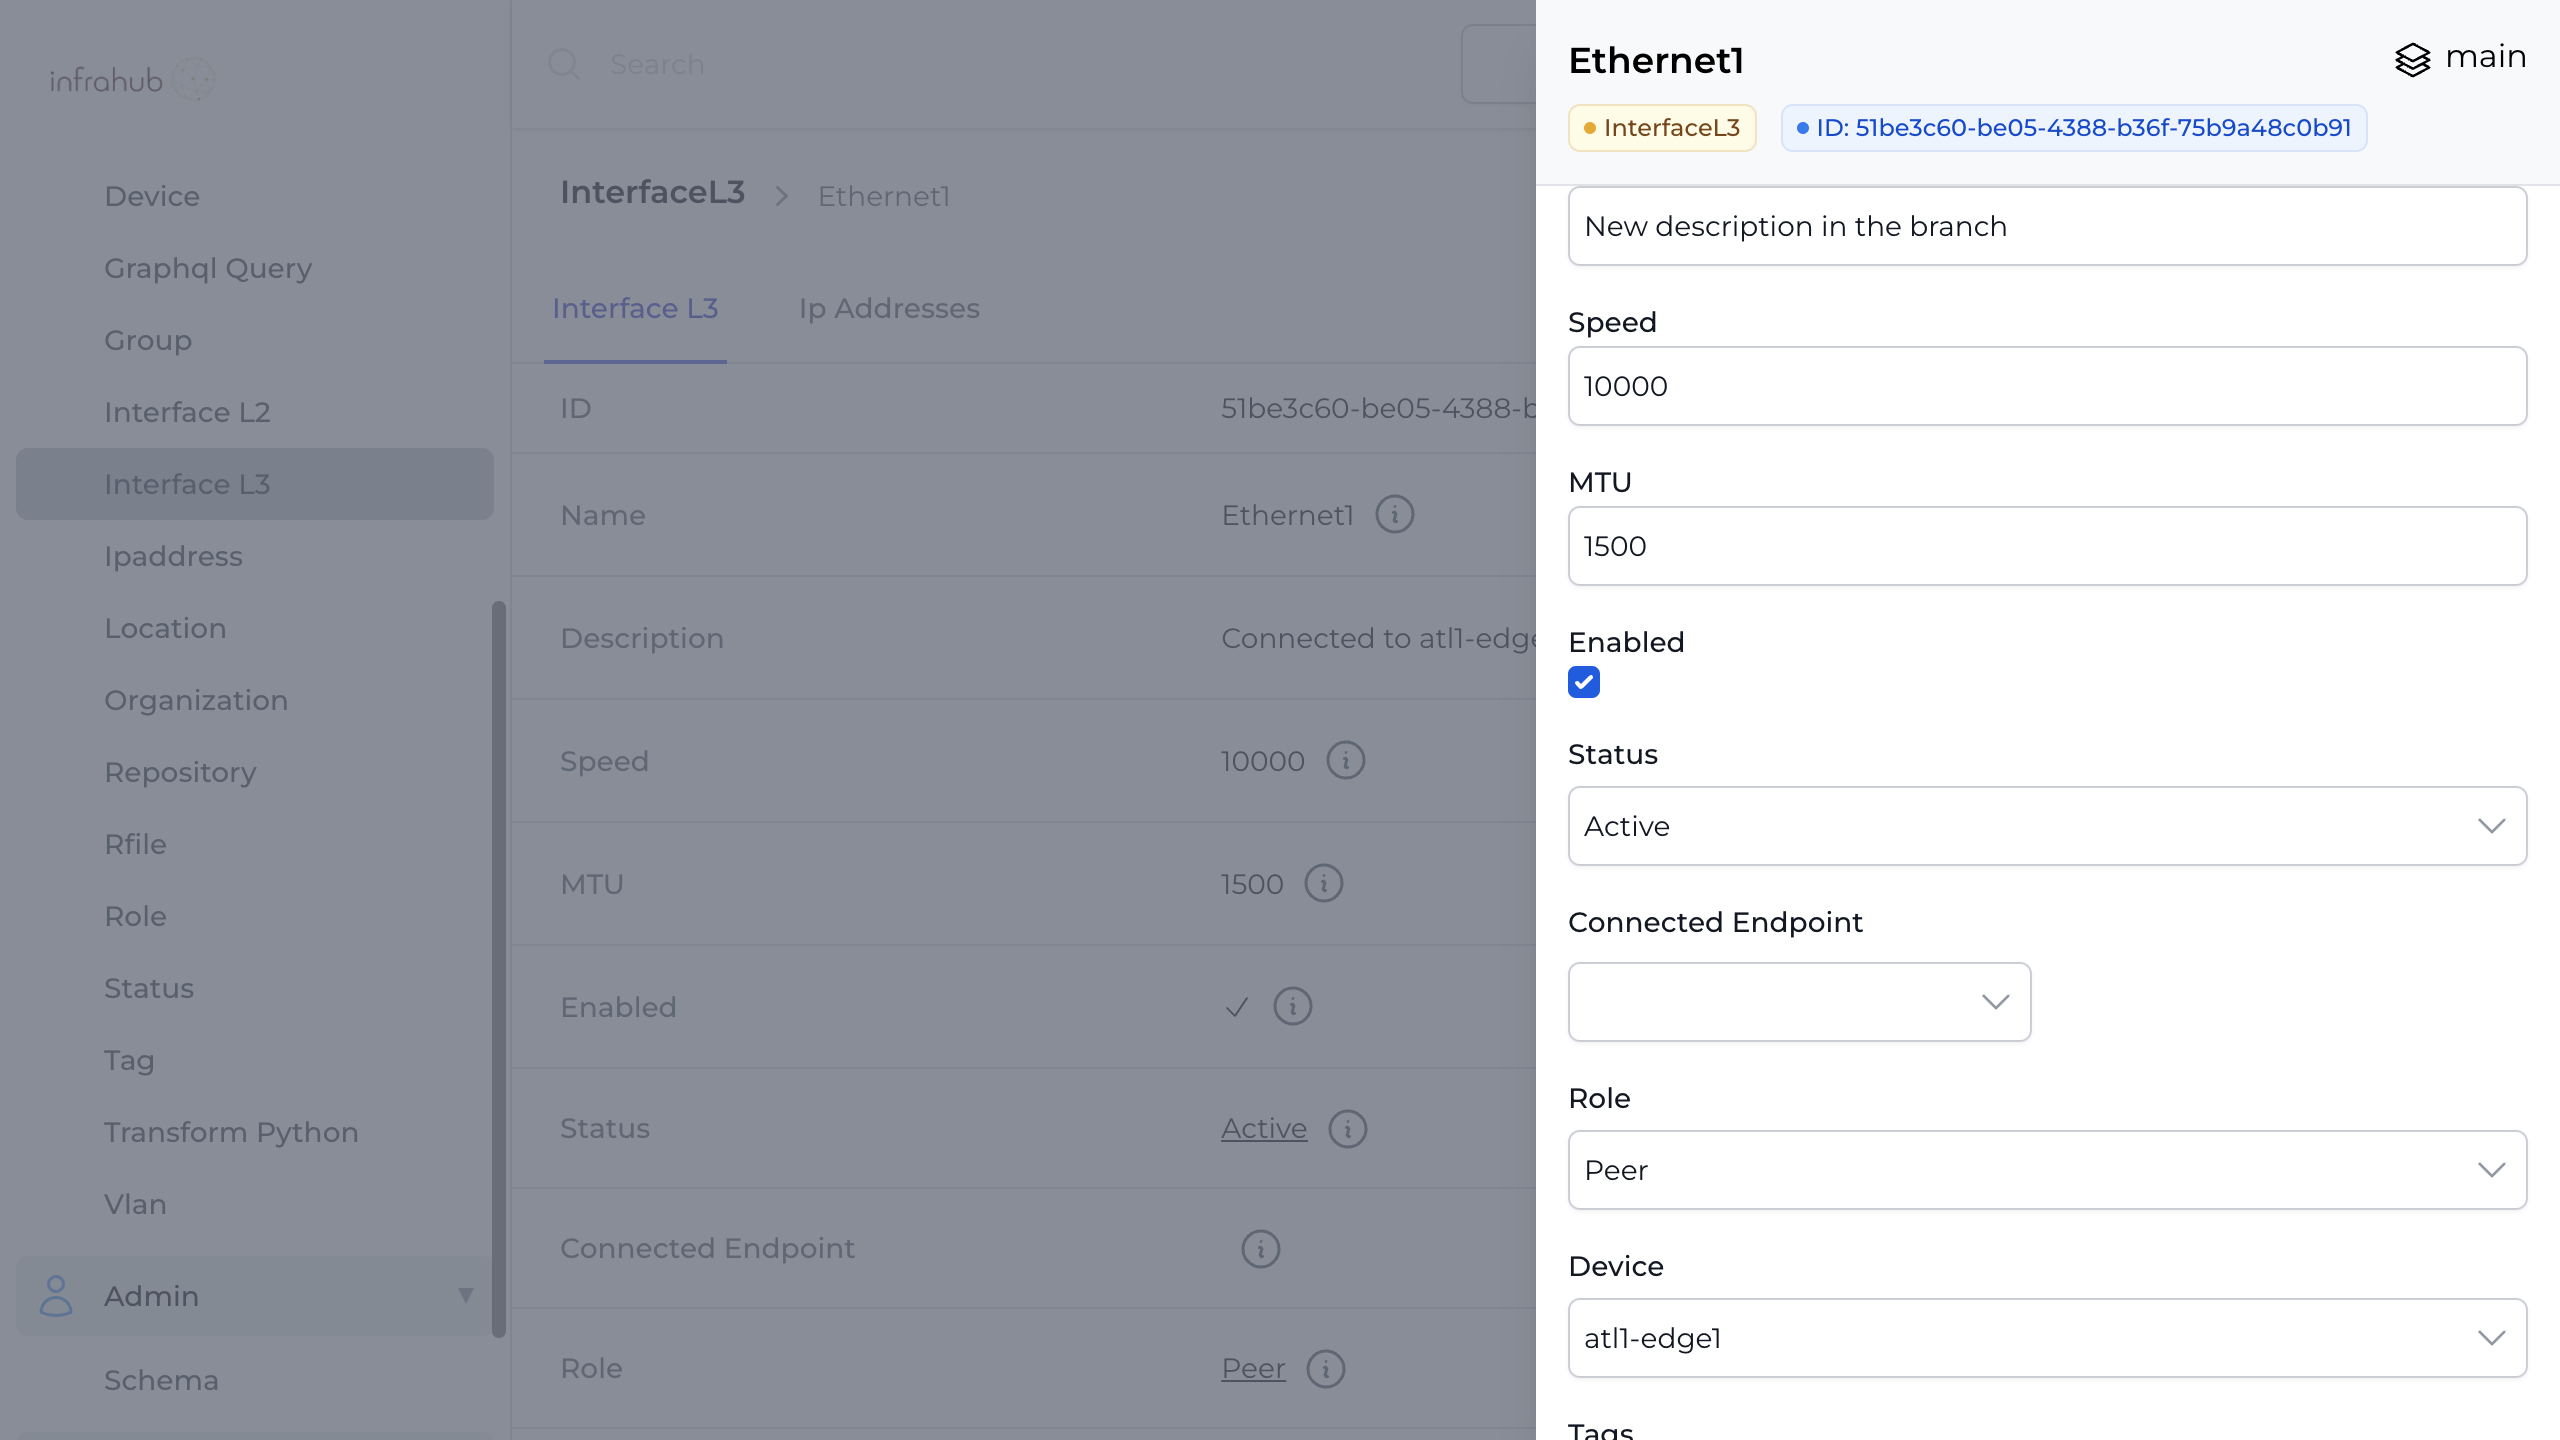 infrahub
Device
Graphql Query
Group
Interface L2
Interface L3
Ipaddress
Location
Organization
Repository
Rfile
Role
Status
Tag
Transform Python
Vlan
Admin
Schema
Search
InterfaceL3 > Ethernet1
Interface L3
Ip Addresses
ID 51be3c60-be05-4388-b
Name Ethernet1
Description Connected to atl1-edge
Speed 10000
MTU 1500
Enabled
Status Active
Connected Endpoint
Role Peer
Ethernet1
main
InterfaceL3
ID: 51be3c60-be05-4388-b36f-75b9a48c0b91
New description in the branch
Speed
10000
MTU
1500
Enabled
Status
Active
Connected Endpoint
Role
Peer
Device
atl1-edge1
Tags